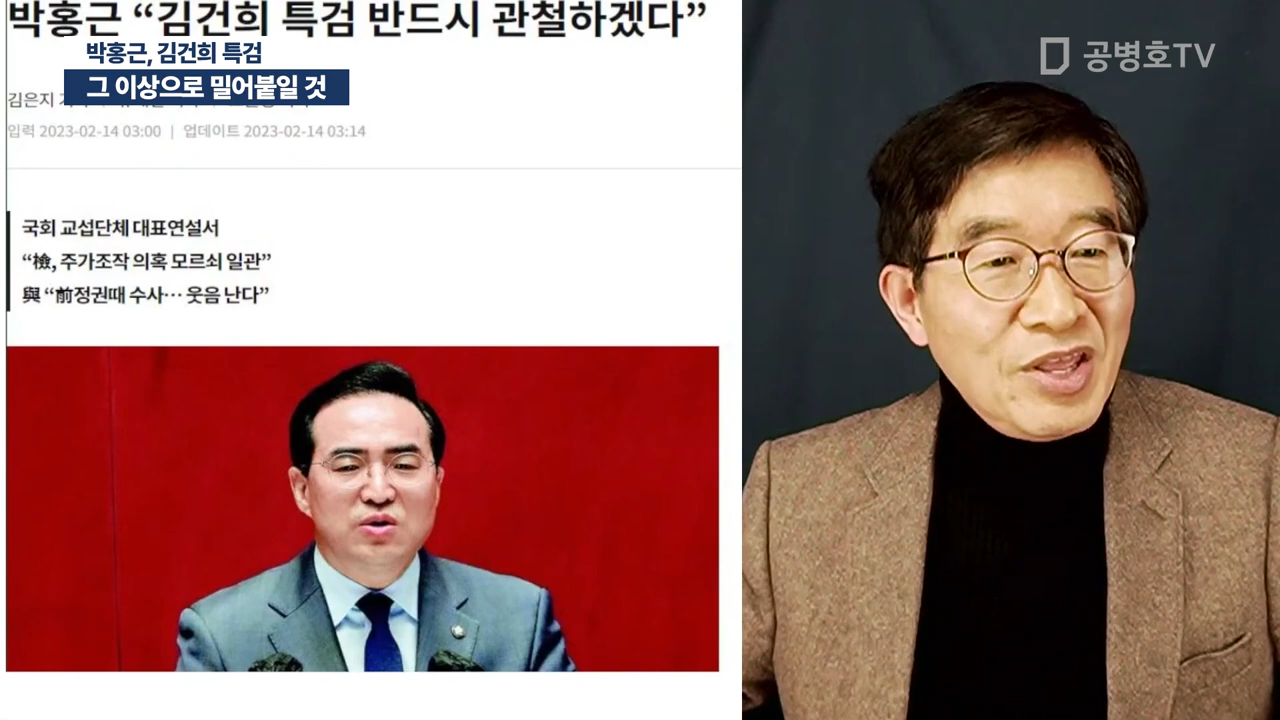 박홍근 “김건희 특검 반드시 관철하겠다”
박홍근, 김건희 특검
그 이상으로 밀어붙일 것
공병호TV
김은지
입력 2023-02-14 03:00 | 업데이트 2023-02-14 03:14
국회 교섭단체 대표연설서
“檢, 주가조작 의혹 모르쇠 일관”
與 “前정권때 수사… 웃음 난다”